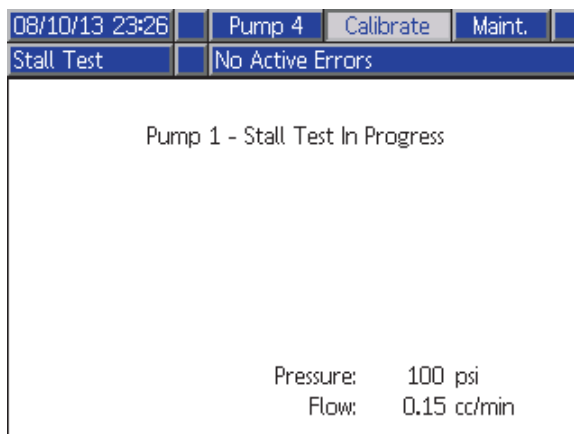 08/10/13 23:26 Pump 4 Calibrate Maint.
Stall Test No Active Errors
Pump 1 - Stall Test In Progress
Pressure: 100 psi
Flow: 0.15 cc/min